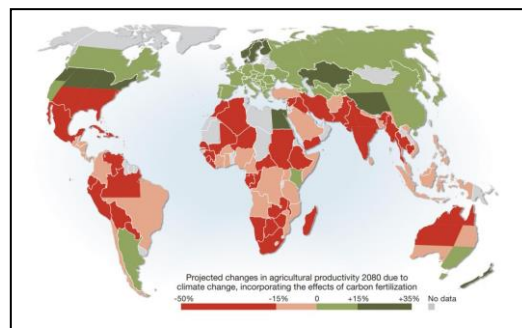 Projected changes in agricultural productivity 2080 due to
climate change, incorporating the effects of carbon fertilization
-50% -15% 0 +15% +35% No data